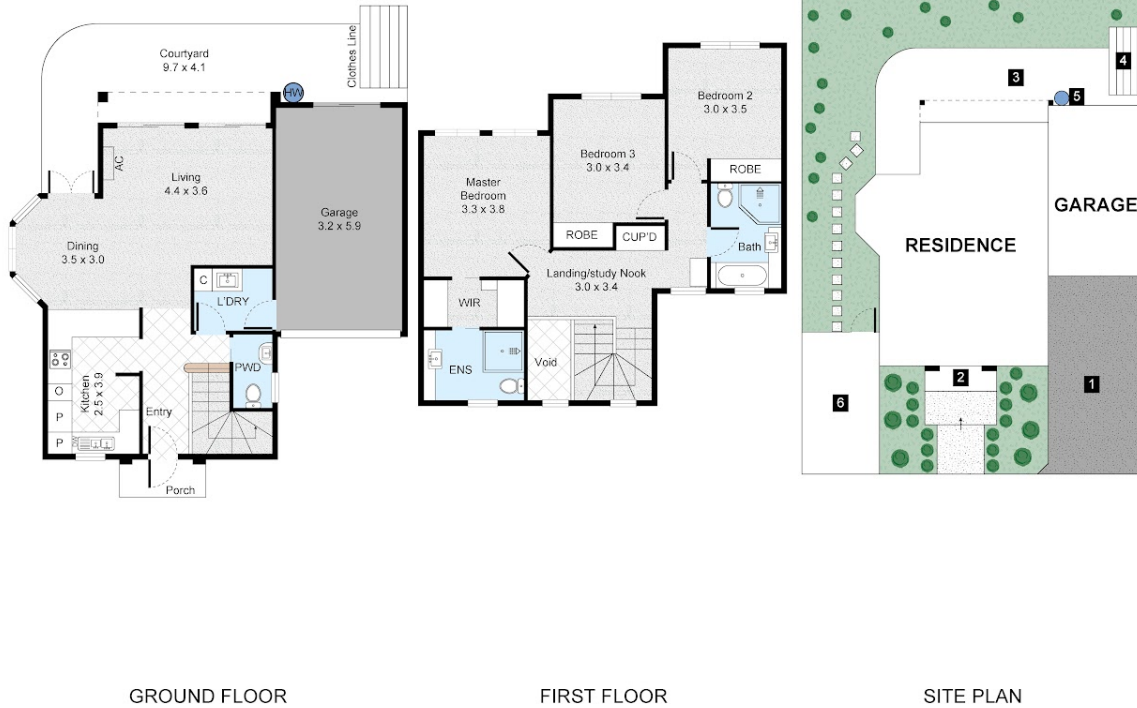 Courtyard
9.7 x 4.1
Clothes Line
HW
AC
Living
4.4 x 3.6
Garage
3.2 x 5.9
Dining
3.5 x 3.0
C
L'DRY
PWD
Kitchen
2.5 x 3.9
O
P
P
DW
Entry
Porch
GROUND FLOOR
Bedroom 2
3.0 x 3.5
Bedroom 3
3.0 x 3.4
Master
Bedroom
3.3 x 3.8
ROBE
ROBE
CUP'D
Bath
Landing/study Nook
3.0 x 3.4
WIR
ENS
Void
FIRST FLOOR
4
3
5
GARAGE
RESIDENCE
2
1
6
SITE PLAN